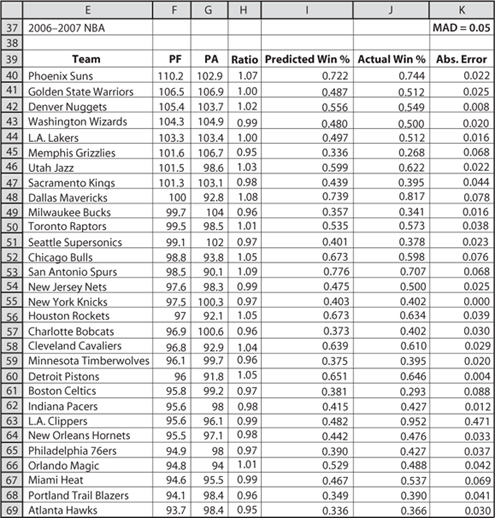 E F G H I J K
37 2006–2007 NBA MAD = 0.05
38
39 Team PF PA Ratio Predicted Win % Actual Win % Abs. Error
40 Phoenix Suns 110.2 102.9 1.07 0.722 0.744 0.022
41 Golden State Warriors 106.5 106.9 1.00 0.487 0.512 0.025
42 Denver Nuggets 105.4 103.7 1.02 0.556 0.549 0.008
43 Washington Wizards 104.3 104.9 0.99 0.480 0.500 0.020
44 L.A. Lakers 103.3 103.4 1.00 0.497 0.512 0.016
45 Memphis Grizzlies 101.6 106.7 0.95 0.336 0.268 0.068
46 Utah Jazz 101.5 98.6 1.03 0.599 0.622 0.022
47 Sacramento Kings 101.3 103.1 0.98 0.439 0.395 0.044
48 Dallas Mavericks 100 92.8 1.08 0.739 0.817 0.078
49 Milwaukee Bucks 99.7 104 0.96 0.357 0.341 0.016
50 Toronto Raptors 99.5 98.5 1.01 0.535 0.573 0.038
51 Seattle Supersonics 99.1 102 0.97 0.401 0.378 0.023
52 Chicago Bulls 98.8 93.8 1.05 0.673 0.598 0.076
53 San Antonio Spurs 98.5 90.1 1.09 0.776 0.707 0.068
54 New Jersey Nets 97.6 98.3 0.99 0.475 0.500 0.025
55 New York Knicks 97.5 100.3 0.97 0.403 0.402 0.000
56 Houston Rockets 97 92.1 1.05 0.673 0.634 0.039
57 Charlotte Bobcats 96.9 100.6 0.96 0.373 0.402 0.030
58 Cleveland Cavaliers 96.8 92.9 1.04 0.639 0.610 0.029
59 Minnesota Timberwolves 96.1 99.7 0.96 0.375 0.395 0.020
60 Detroit Pistons 96 91.8 1.05 0.651 0.646 0.004
61 Boston Celtics 95.8 99.2 0.97 0.381 0.293 0.088
62 Indiana Pacers 95.6 98 0.98 0.415 0.427 0.012
63 L.A. Clippers 95.6 96.1 0.99 0.482 0.952 0.471
64 New Orleans Hornets 95.5 97.1 0.98 0.442 0.476 0.033
65 Philadelphia 76ers 94.9 98 0.97 0.390 0.427 0.037
66 Orlando Magic 94.8 94 1.01 0.529 0.488 0.042
67 Miami Heat 94.6 95.5 0.99 0.467 0.537 0.069
68 Portland Trail Blazers 94.1 98.4 0.96 0.349 0.390 0.041
69 Atlanta Hawks 93.7 98.4 0.95 0.336 0.366 0.030